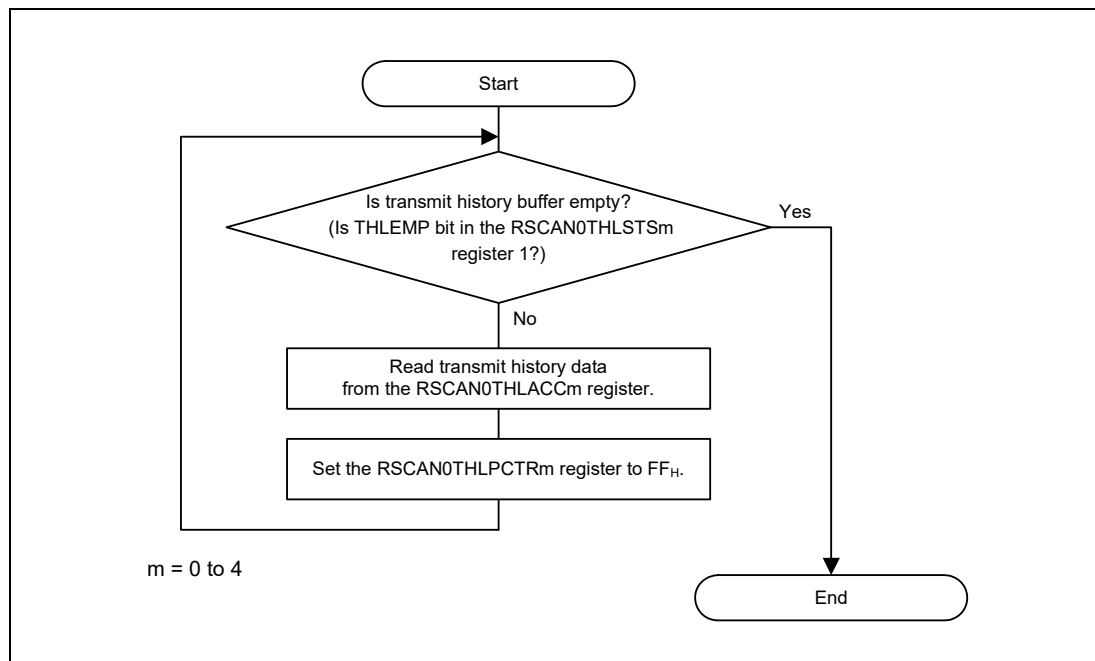 Start
Is transmit history buffer empty?
(Is THLEMP bit in the RSCAN0THLSTSm
register 1?)
Yes
No
Read transmit history data
from the RSCAN0THLACCm register.
Set the RSCAN0THLPCTRm register to FFH.
m = 0 to 4
End